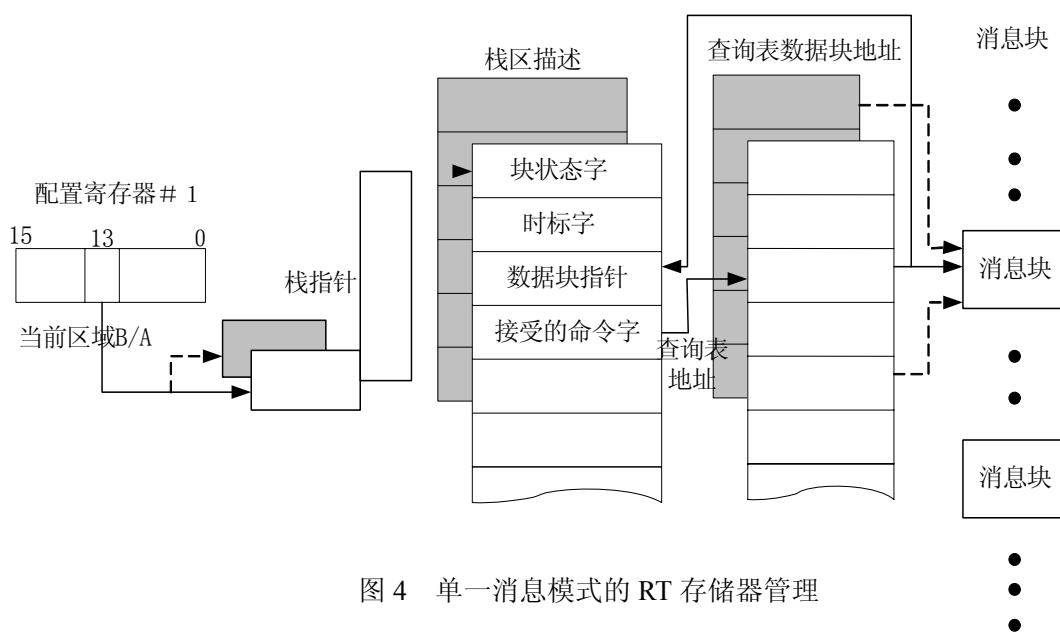 消息块
查询表数据块地址
栈区描述
块状态字
配置寄存器＃1
时标字
15 13 0
消息块
数据块指针
栈指针
接受的命令字
当前区域B/A
查询表
地址
消息块
图 4 单一消息模式的 RT 存储器管理